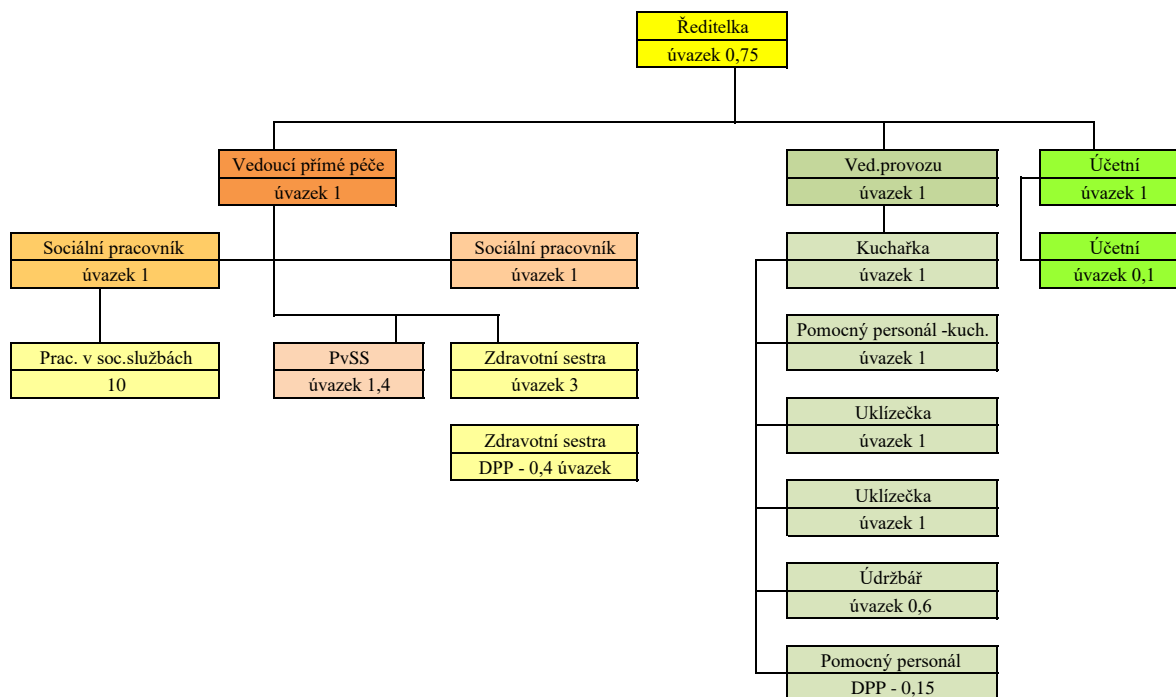 Ředitelka
úvazek 0,75
Vedoucí přímé péče
úvazek 1
Ved.provozu
úvazek 1
Účetní
úvazek 1
Sociální pracovník
úvazek 1
Sociální pracovník
úvazek 1
Kuchařka
úvazek 1
Účetní
úvazek 0,1
Prac. v soc.službách
10
PvSS
úvazek 1,4
Zdravotní sestra
úvazek 3
Pomocný personál -kuch.
úvazek 1
Zdravotní sestra
DPP - 0,4 úvazek
Uklízečka
úvazek 1
Uklízečka
úvazek 1
Údržbář
úvazek 0,6
Pomocný personál
DPP - 0,15